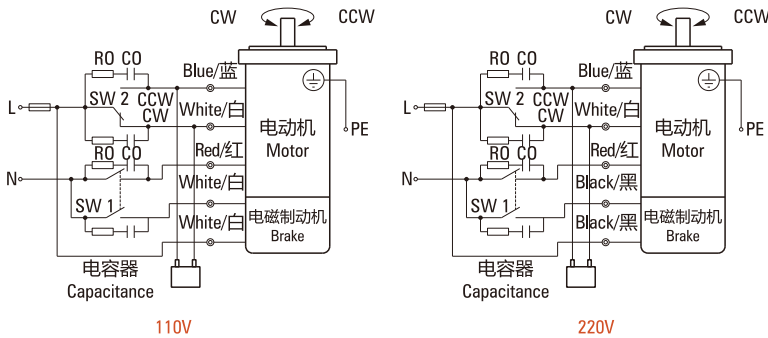 CW CCW
RO CO
Blue/蓝
L
SW 2 CCW
CW
White/白
电动机
Motor
PE
RO CO
Red/红
N
White/白
SW 1
White/白
电磁制动机
Brake
电容器
Capacitance
110V
CW CCW
RO CO
Blue/蓝
L
SW 2 CCW
CW
White/白
电动机
Motor
PE
RO CO
Red/红
N
Black/黑
SW 1
Black/黑
电磁制动机
Brake
电容器
Capacitance
220V